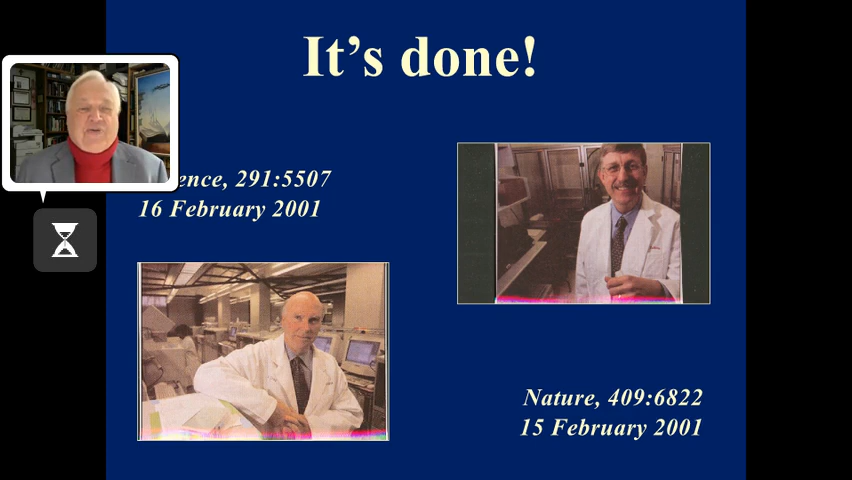 It's done!
ence, 291:5507
16 February 2001
Nature, 409:6822
15 February 2001